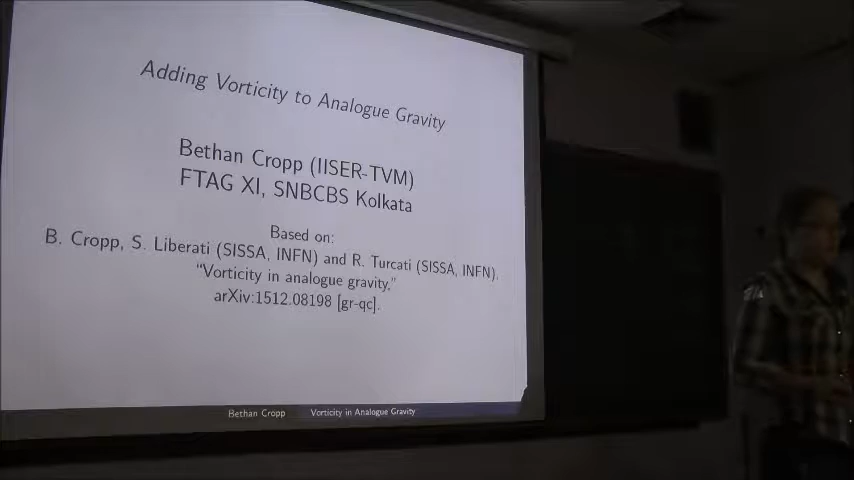 Adding Vorticity to Analogue Gravity
Bethan Cropp (IISER-TVM)
FTAG XI, SNBCBS Kolkata
Based on:
B. Cropp, S. Liberati (SISSA, INFN) and R. Turcati (SISSA, INFN).
“Vorticity in analogue gravity,”
arXiv:1512.08198 [gr-qc].
Bethan Cropp Vorticity in Analogue Gravity